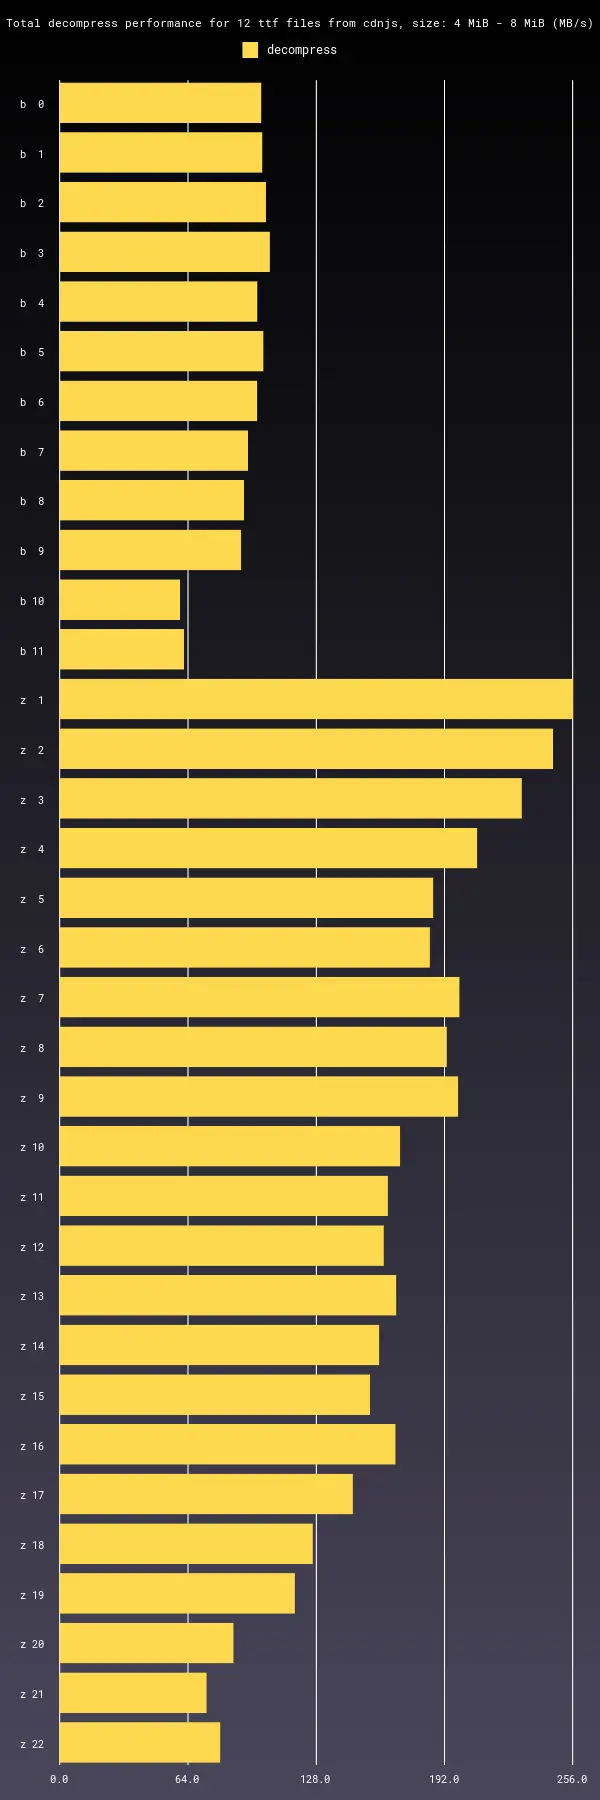 Total decompress performance for 12 ttf files from cdnjs, size: 4 MiB - 8 MiB (MB/s)
decompress
b 0
b 1
b 2
b 3
b 4
b 5
b 6
b 7
b 8
b 9
b 10
b 11
z 1
z 2
z 3
z 4
z 5
z 6
z 7
z 8
z 9
z 10
z 11
z 12
z 13
z 14
z 15
z 16
z 17
z 18
z 19
z 20
z 21
z 22
0.0 64.0 128.0 192.0 256.0